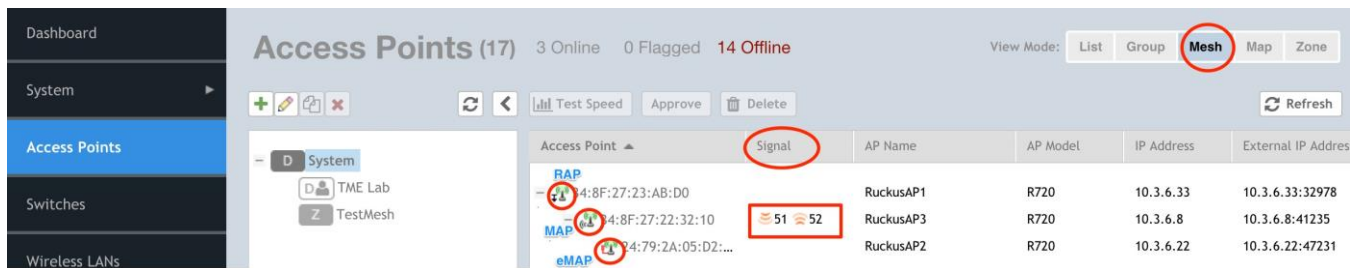 Dashboard
System
Access Points
Switches
Wireless LANs
Access Points (17) 3 Online 0 Flagged 14 Offline
View Mode: List Group Mesh Map Zone
Test Speed Approve Delete
Refresh
D System
D TME Lab
Z TestMesh
Access Point Signal AP Name AP Model IP Address External IP Addres
RAP
34:8F:27:23:AB:D0 RuckusAP1 R720 10.3.6.33 10.3.6.33:32978
34:8F:27:22:32:10 51 52 RuckusAP3 R720 10.3.6.8 10.3.6.8:41235
MAP
24:79:2A:05:D2:... RuckusAP2 R720 10.3.6.22 10.3.6.22:47231
eMAP